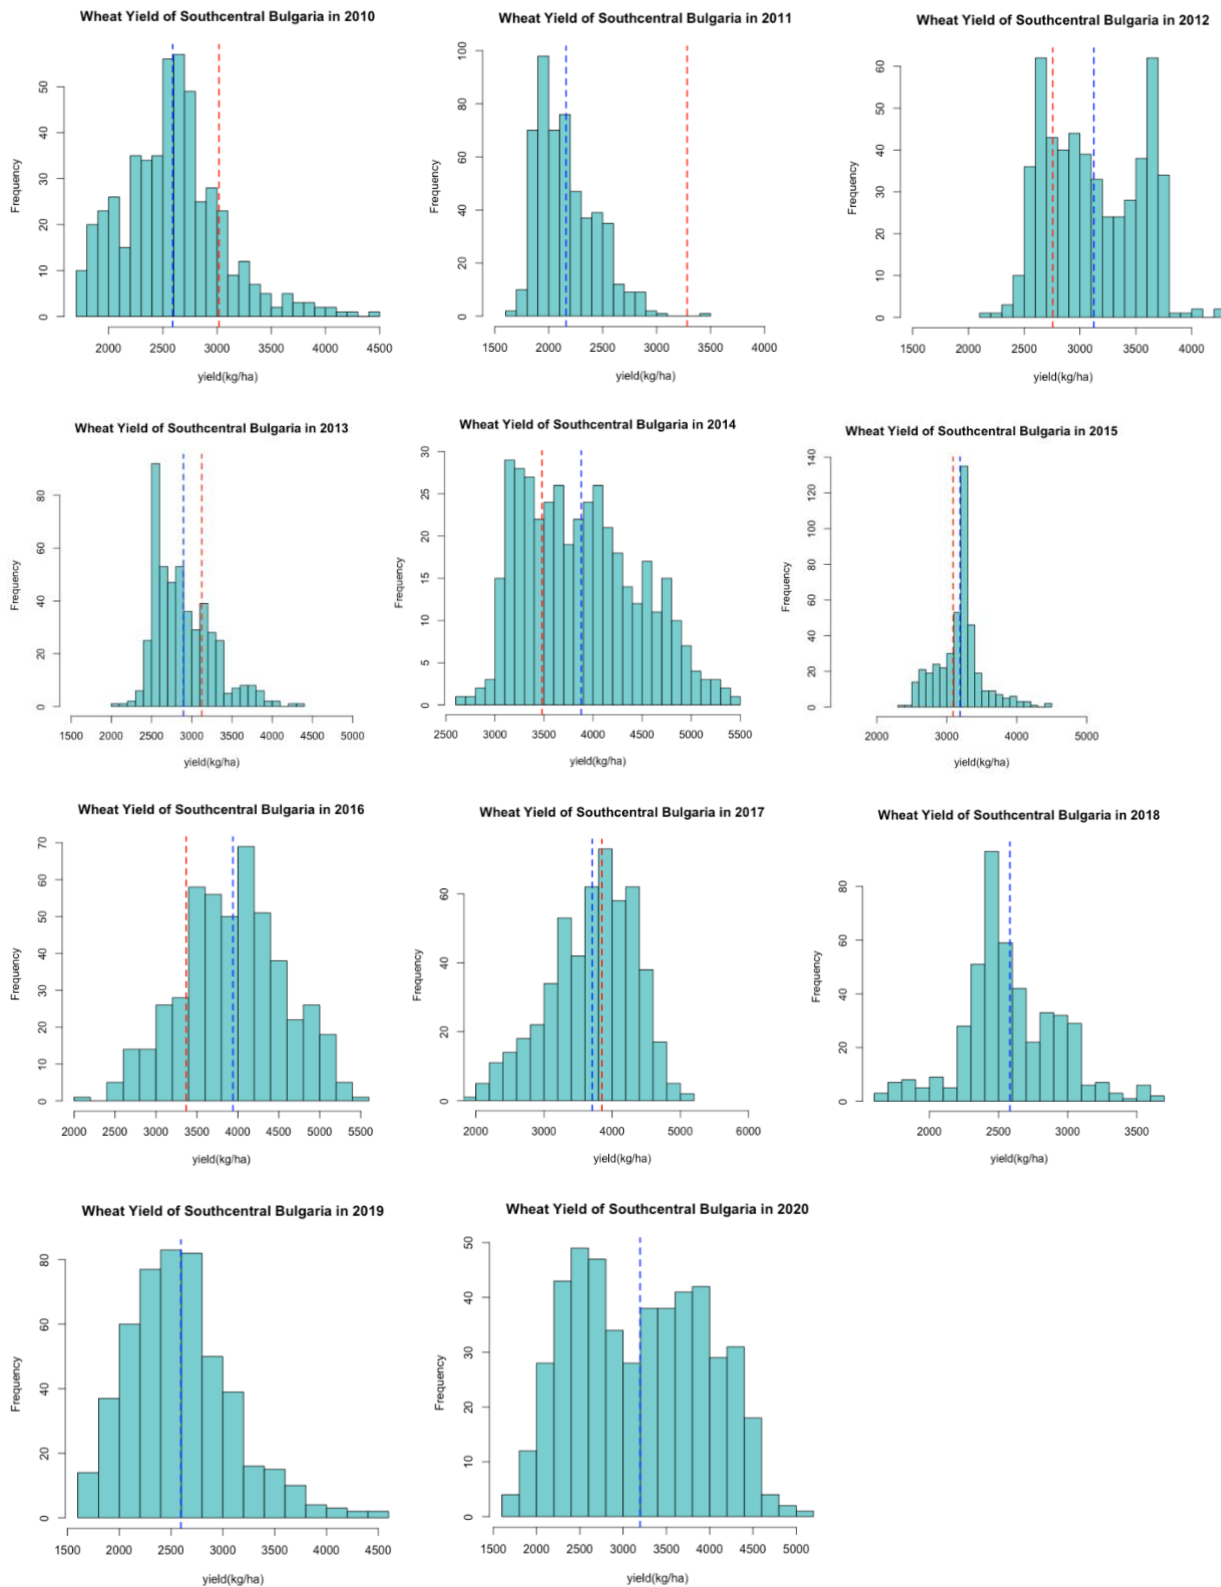 Wheat Yield of Southcentral Bulgaria in 2010
Frequency
0 10 20 30 40 50
2000 2500 3000 3500 4000 4500
yield(kg/ha)
Wheat Yield of Southcentral Bulgaria in 2011
Frequency
0 20 40 60 80 100
1500 2000 2500 3000 3500 4000
yield(kg/ha)
Wheat Yield of Southcentral Bulgaria in 2012
Frequency
0 10 20 30 40 50 60
1500 2000 2500 3000 3500 4000
yield(kg/ha)
Wheat Yield of Southcentral Bulgaria in 2013
Frequency
0 20 40 60 80
1500 2000 2500 3000 3500 4000 4500 5000
yield(kg/ha)
Wheat Yield of Southcentral Bulgaria in 2014
Frequency
0 5 10 15 20 25 30
2500 3000 3500 4000 4500 5000 5500
yield(kg/ha)
Wheat Yield of Southcentral Bulgaria in 2015
Frequency
0 20 40 60 80 100 120 140
2000 3000 4000 5000
yield(kg/ha)
Wheat Yield of Southcentral Bulgaria in 2016
Frequency
0 10 20 30 40 50 60 70
2000 2500 3000 3500 4000 4500 5000 5500
yield(kg/ha)
Wheat Yield of Southcentral Bulgaria in 2017
Frequency
0 20 40 60
2000 3000 4000 5000 6000
yield(kg/ha)
Wheat Yield of Southcentral Bulgaria in 2018
Frequency
0 20 40 60 80
2000 2500 3000 3500
yield(kg/ha)
Wheat Yield of Southcentral Bulgaria in 2019
Frequency
0 20 40 60 80
1500 2000 2500 3000 3500 4000 4500
yield(kg/ha)
Wheat Yield of Southcentral Bulgaria in 2020
Frequency
0 10 20 30 40 50
1500 2000 2500 3000 3500 4000 4500 5000
yield(kg/ha)